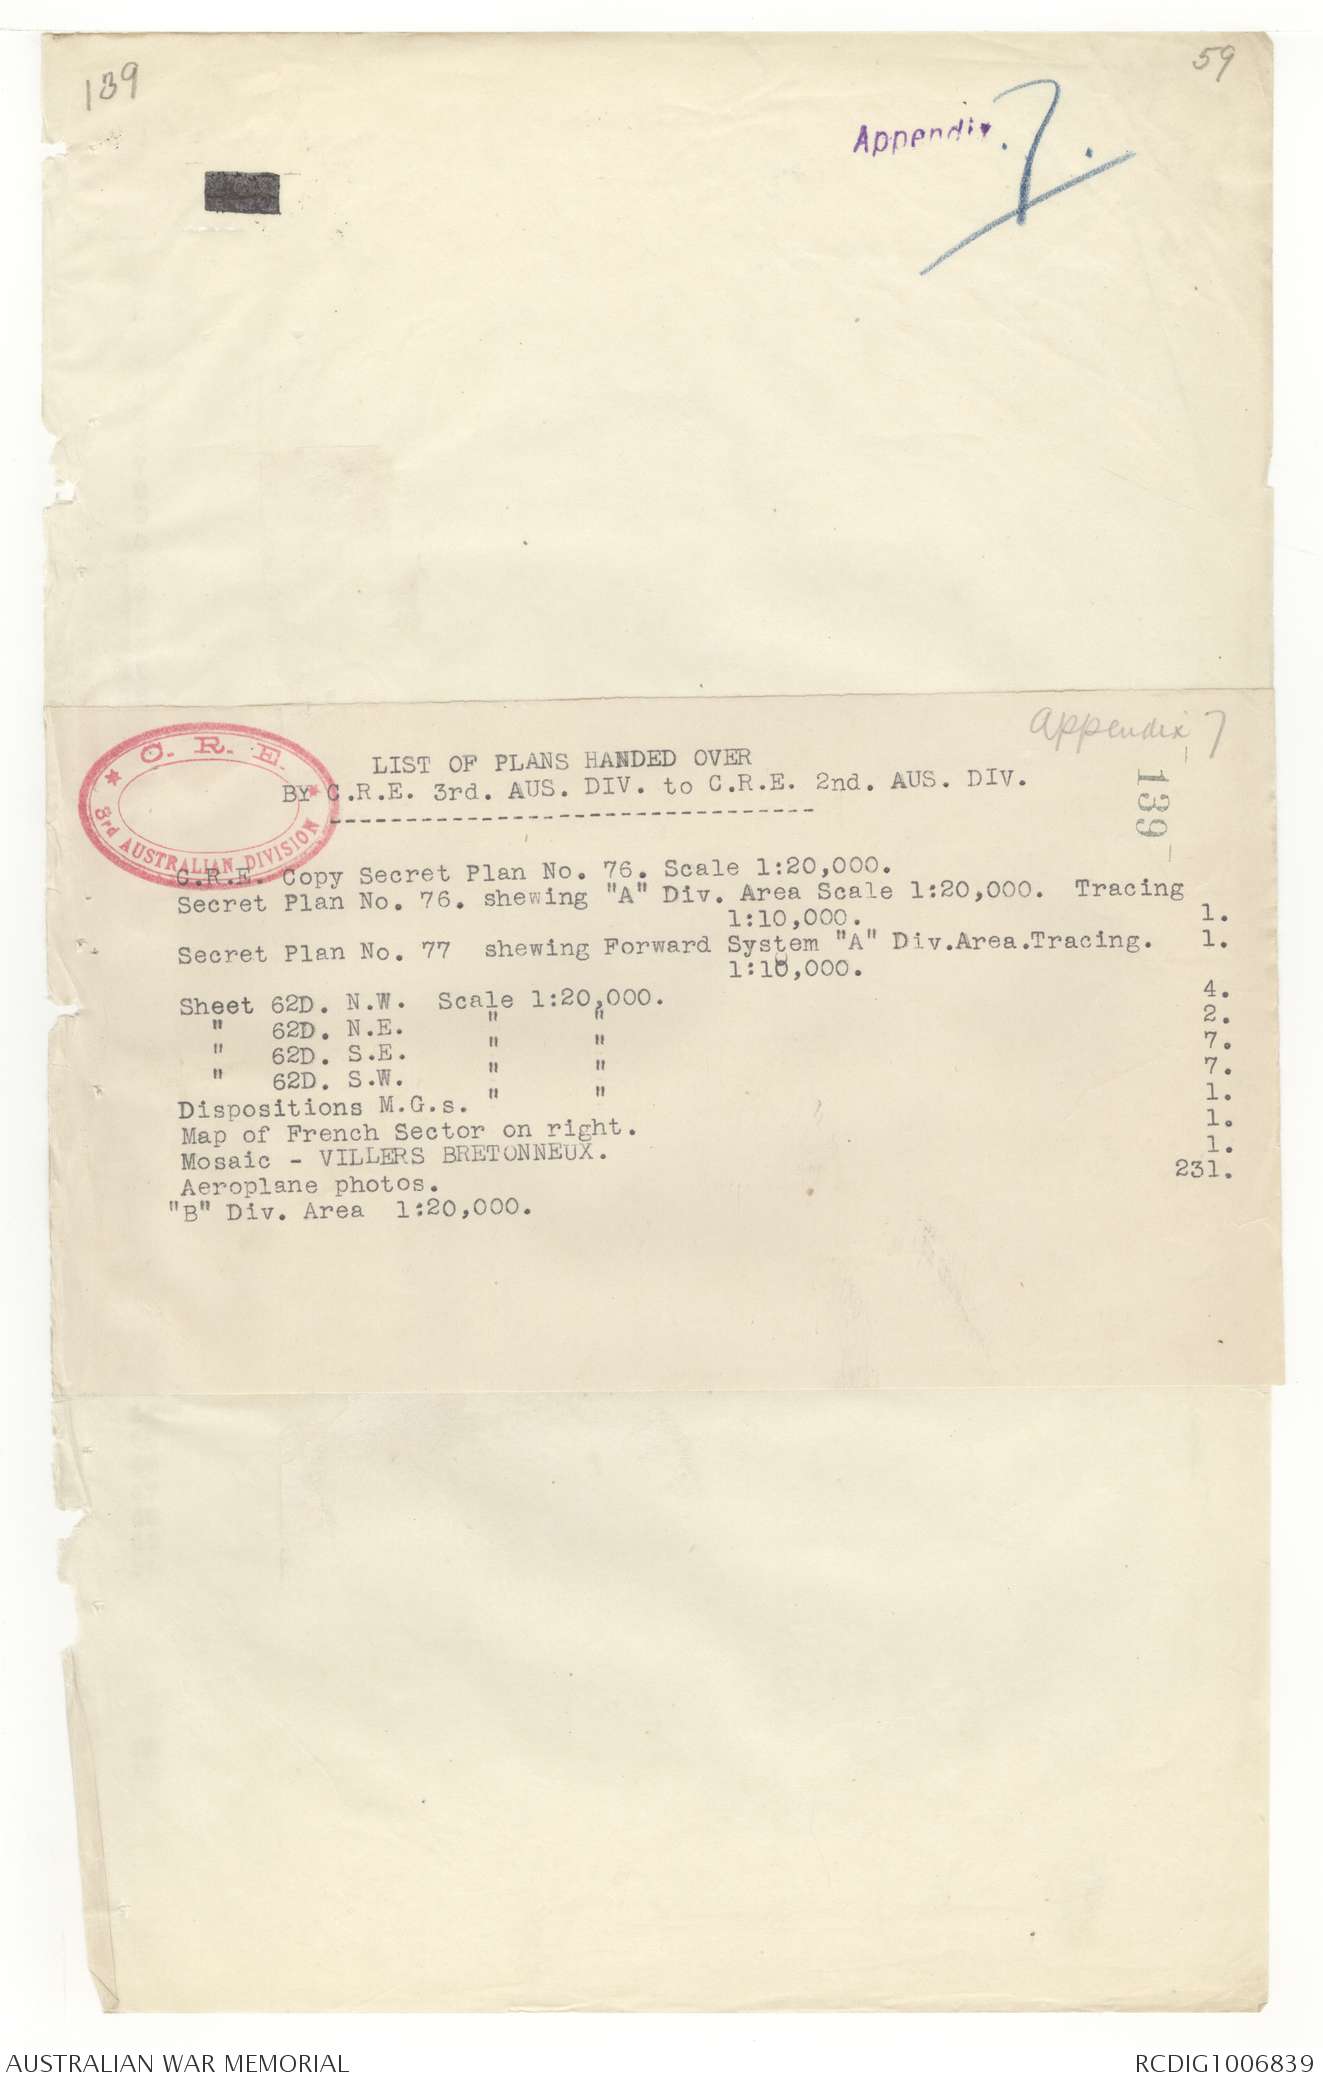 139
59
Appendix 7.
Appendix 7
-139-
C. R. E.
3rd AUSTRALIAN DIVISION
LIST OF PLANS HANDED OVER
BY C.R.E. 3rd. AUS. DIV. to C.R.E. 2nd. AUS. DIV.
C.R.E. Copy Secret Plan No. 76. Scale 1:20,000.
Secret Plan No. 76. shewing "A" Div. Area Scale 1:20,000. Tracing
1:10,000. 1.
Secret Plan No. 77 shewing Forward System "A" Div.Area.Tracing. 1.
1:10,000.
Sheet 62D. N.W. Scale 1:20,000. 4.
" 62D. N.E. " " 2.
" 62D. S.E. " " 7.
" 62D. S.W. " " 7.
Dispositions M.G.s. " " 1.
Map of French Sector on right. 1.
Mosaic - VILLERS BRETONNEUX. 1.
Aeroplane photos. 231.
"B" Div. Area 1:20,000.
AUSTRALIAN WAR MEMORIAL
RCDIG1006839